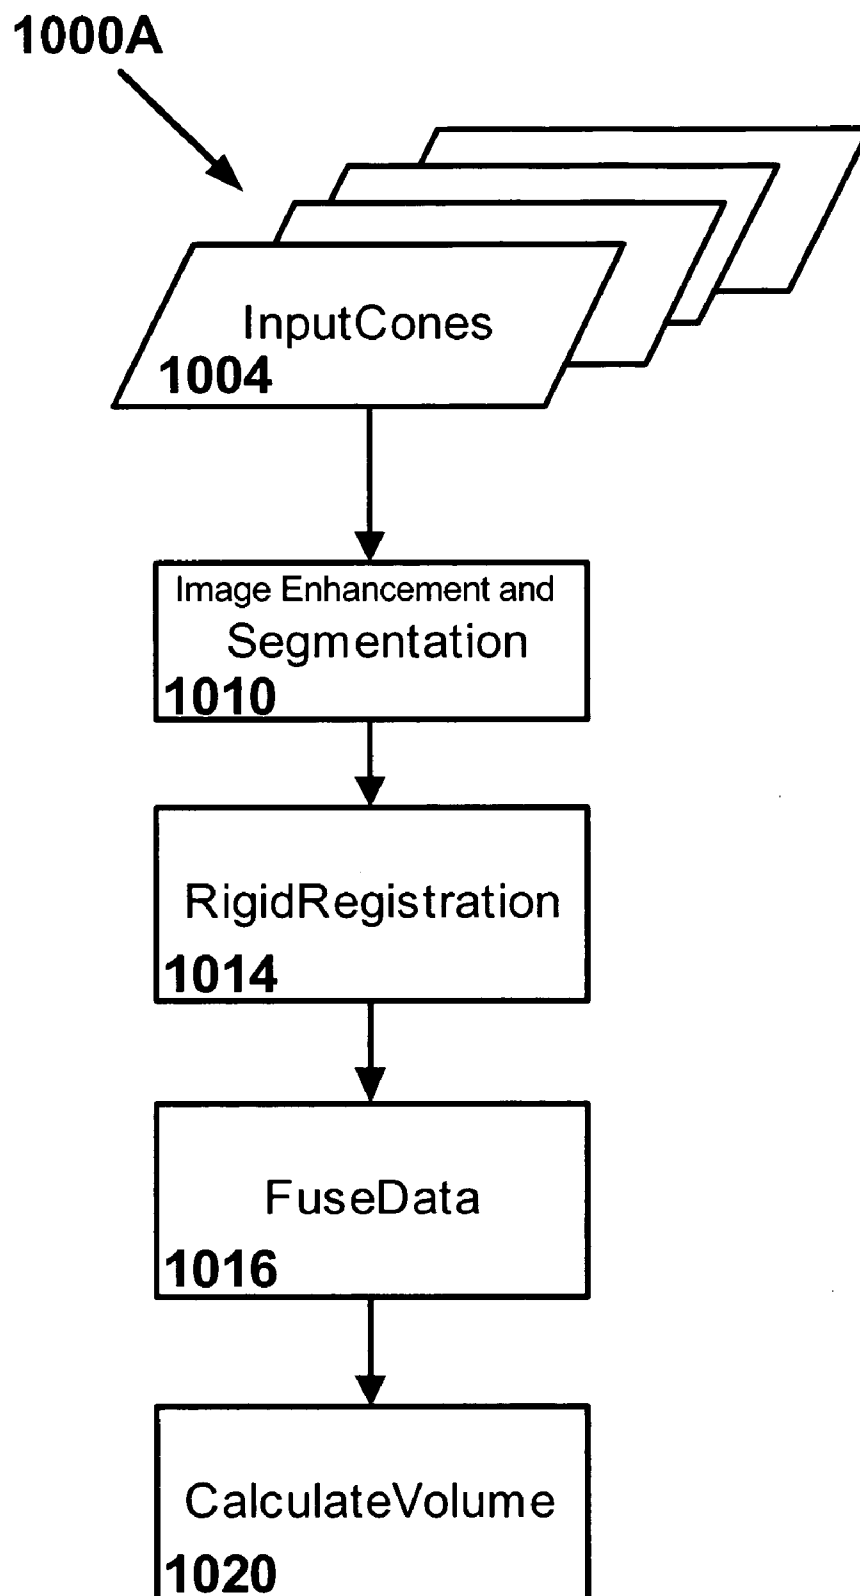 1000A
InputCones
1004
Image Enhancement and
Segmentation
1010
RigidRegistration
1014
FuseData
1016
CalculateVolume
1020